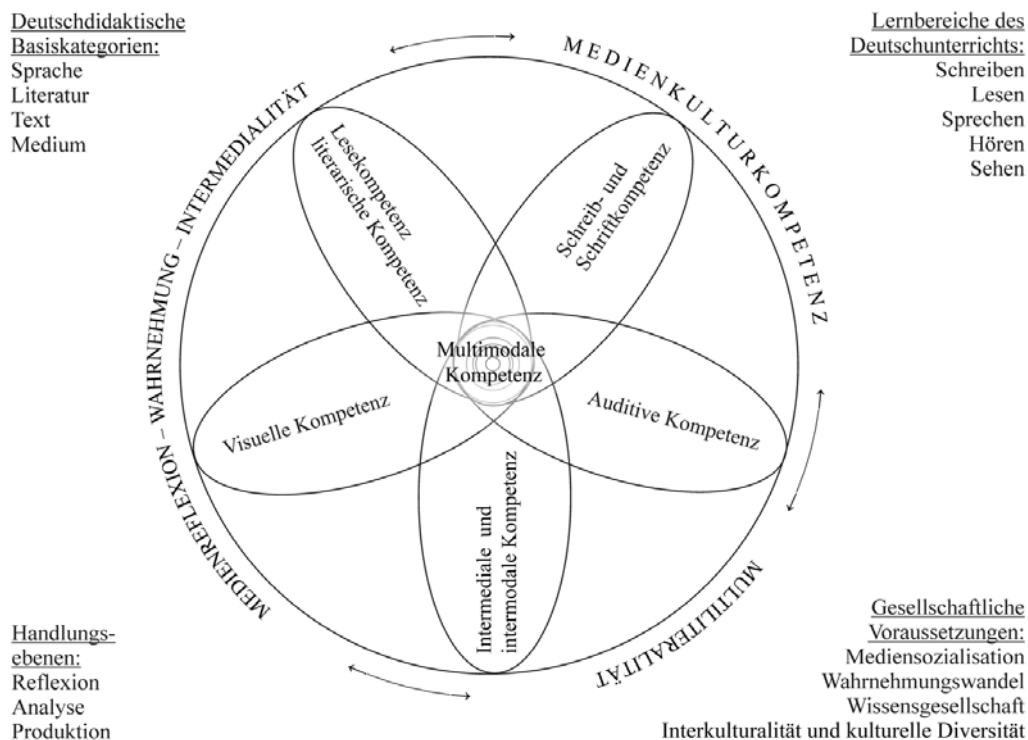 Deutschdidaktische
Basiskategorien:
Sprache
Literatur
Text
Medium
Lernbereiche des
Deutschunterrichts:
Schreiben
Lesen
Sprechen
Hören
Sehen
MEDIENKULTURKOMPETENZ
MEDIENREFLEXION – WAHRNEHMUNG – INTERMEDIALITÄT
Lesekompetenz
literarische Kompetenz
Schreib- und
Schriftkompetenz
Multimodale
Kompetenz
Visuelle Kompetenz
Auditive Kompetenz
Intermediale und
intermodale Kompetenz
MULTILITERALITÄT
Handlungs-
ebenen:
Reflexion
Analyse
Produktion
Gesellschaftliche
Voraussetzungen:
Mediensozialisation
Wahrnehmungswandel
Wissensgesellschaft
Interkulturalität und kulturelle Diversität